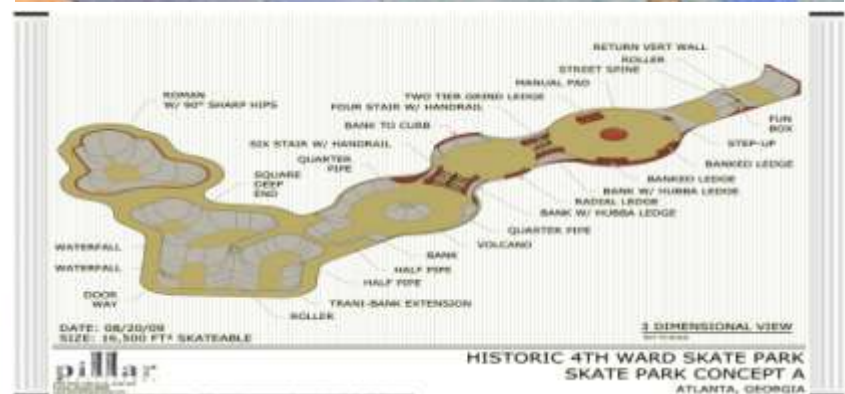 RETURN VERT WALL
ROLLER
STREET SPINE
MANUAL PAD
TWO TIER GRIND LEDGE
FOUR STAIR W/ HANDRAIL
BANK TO CURB
SIX STAIR W/ HANDRAIL
QUARTER
PIPE
ROMAN
W/ 90° SHARP HIPS
SQUARE
DEEP
END
FUN
BOX
STEP-UP
BANKED LEDGE
BANKED LEDGE
BANK W/ HUBBA LEDGE
RADIAL LEDGE
BANK W/ HUBBA LEDGE
QUARTER PIPE
VOLCANO
BANK
HALF PIPE
HALF PIPE
TRANI-BANK EXTENSION
ROLLER
WATERFALL
WATERFALL
DOOR
WAY
DATE: 08/20/09
SIZE: 16,500 FT² SKATEABLE
3 DIMENSIONAL VIEW
pillar
HISTORIC 4TH WARD SKATE PARK
SKATE PARK CONCEPT A
ATLANTA, GEORGIA